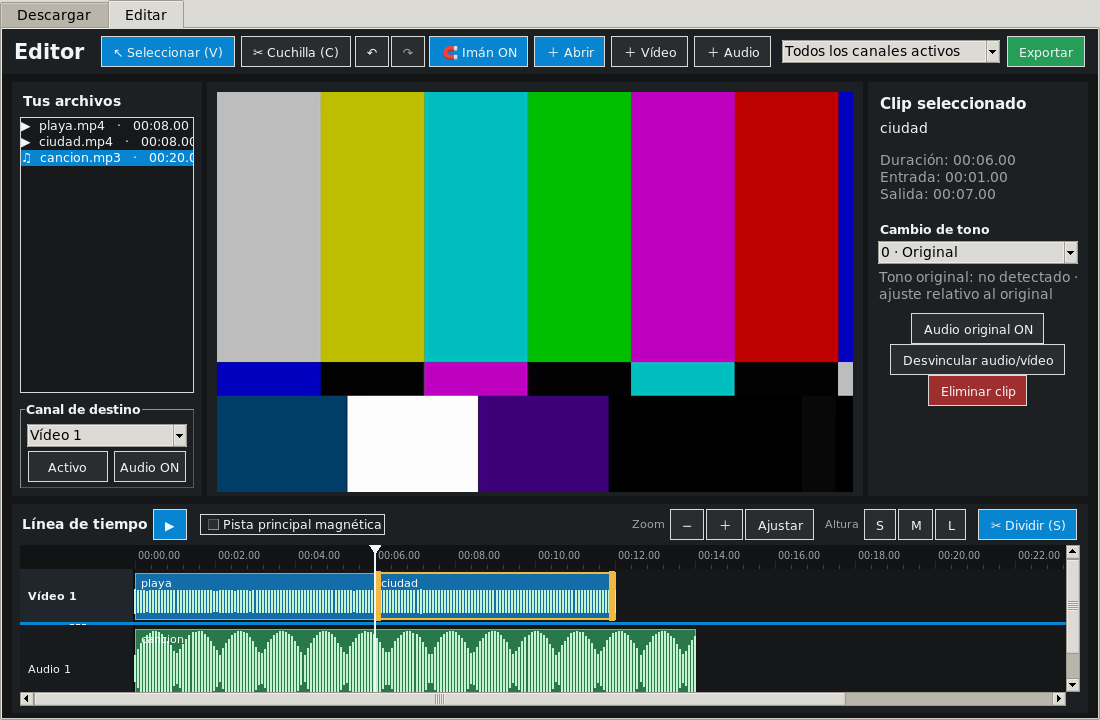 Descargar Editar
Editor ↖ Seleccionar (V) ✂ Cuchilla (C) ↶ ↷ 🧲 Imán ON + Abrir + Vídeo + Audio Todos los canales activos Exportar
Tus archivos
▶ playa.mp4 · 00:08.00
▶ ciudad.mp4 · 00:08.00
♫ cancion.mp3 · 00:20.0
Canal de destino
Vídeo 1
Activo Audio ON
Clip seleccionado
ciudad
Duración: 00:06.00
Entrada: 00:01.00
Salida: 00:07.00
Cambio de tono
0 · Original
Tono original: no detectado ·
ajuste relativo al original
Audio original ON
Desvincular audio/vídeo
Eliminar clip
Línea de tiempo ▶ Pista principal magnética Zoom − + Ajustar Altura S M L ✂ Dividir (S)
00:00.00 00:02.00 00:04.00 00:06.00 00:08.00 00:10.00 00:12.00 00:14.00 00:16.00 00:18.00 00:20.00 00:22.00
Vídeo 1 playa ciudad
cancion
Audio 1